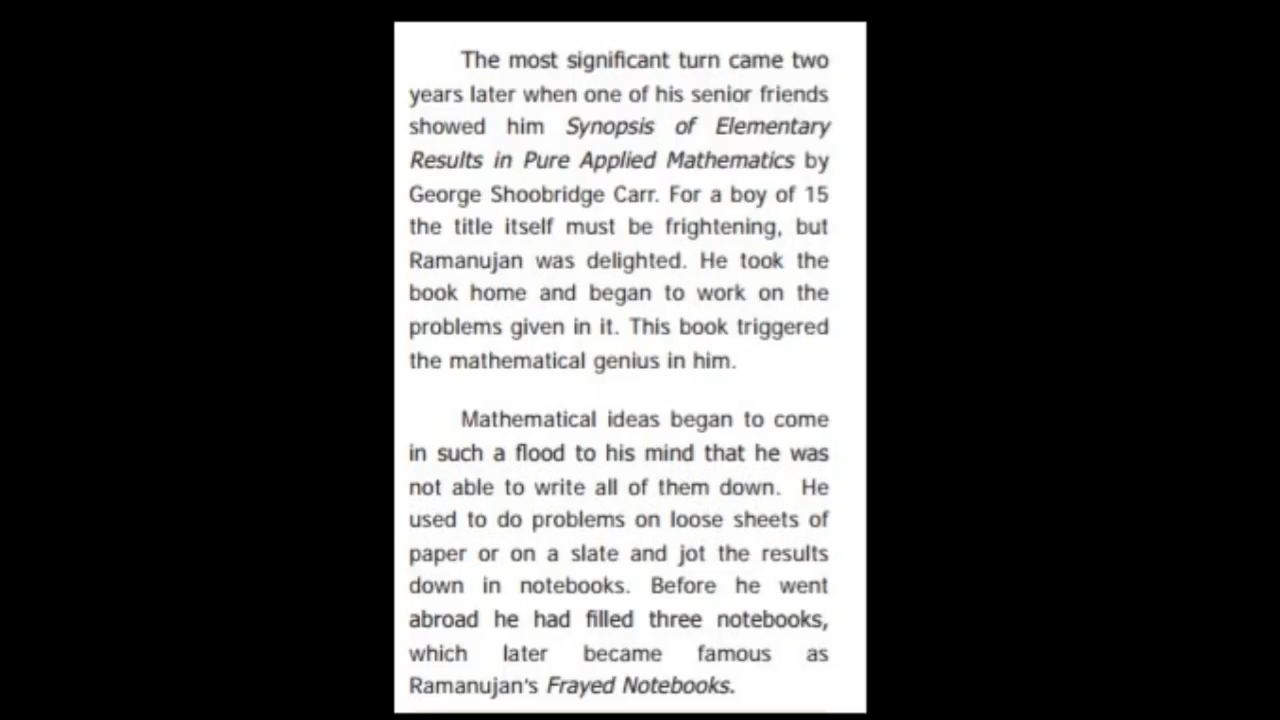 The most significant turn came two
years later when one of his senior friends
showed him Synopsis of Elementary
Results in Pure Applied Mathematics by
George Shoobridge Carr. For a boy of 15
the title itself must be frightening, but
Ramanujan was delighted. He took the
book home and began to work on the
problems given in it. This book triggered
the mathematical genius in him.
Mathematical ideas began to come
in such a flood to his mind that he was
not able to write all of them down. He
used to do problems on loose sheets of
paper or on a slate and jot the results
down in notebooks. Before he went
abroad he had filled three notebooks,
which later became famous as
Ramanujan's Frayed Notebooks.